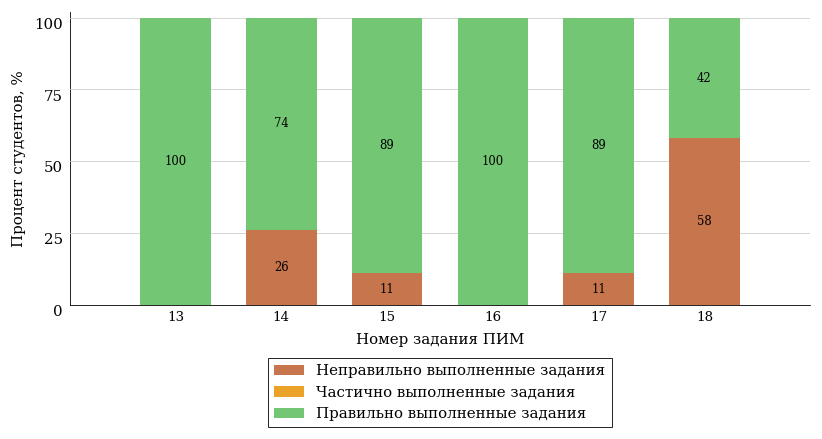 100
75
50
25
0
Процент студентов, %
100
74
26
89
11
100
89
11
42
58
13 14 15 16 17 18
Номер задания ПИМ
Неправильно выполненные задания
Частично выполненные задания
Правильно выполненные задания